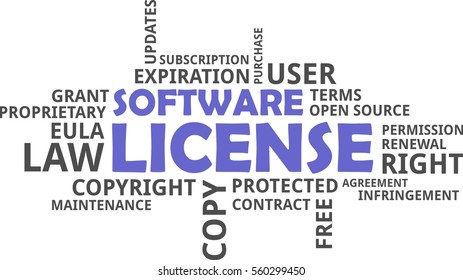 UPDATES
SUBSCRIPTION
PURCHASE
EXPIRATION
USER
GRANT
SOFTWARE
TERMS
PROPRIETARY
OPEN SOURCE
EULA
LICENSE
PERMISSION
RENEWAL
LAW
RIGHT
COPYRIGHT
COPY
PROTECTED
AGREEMENT
MAINTENANCE
CONTRACT
FREE
INFRINGEMENT
shutterstock.com · 560299450